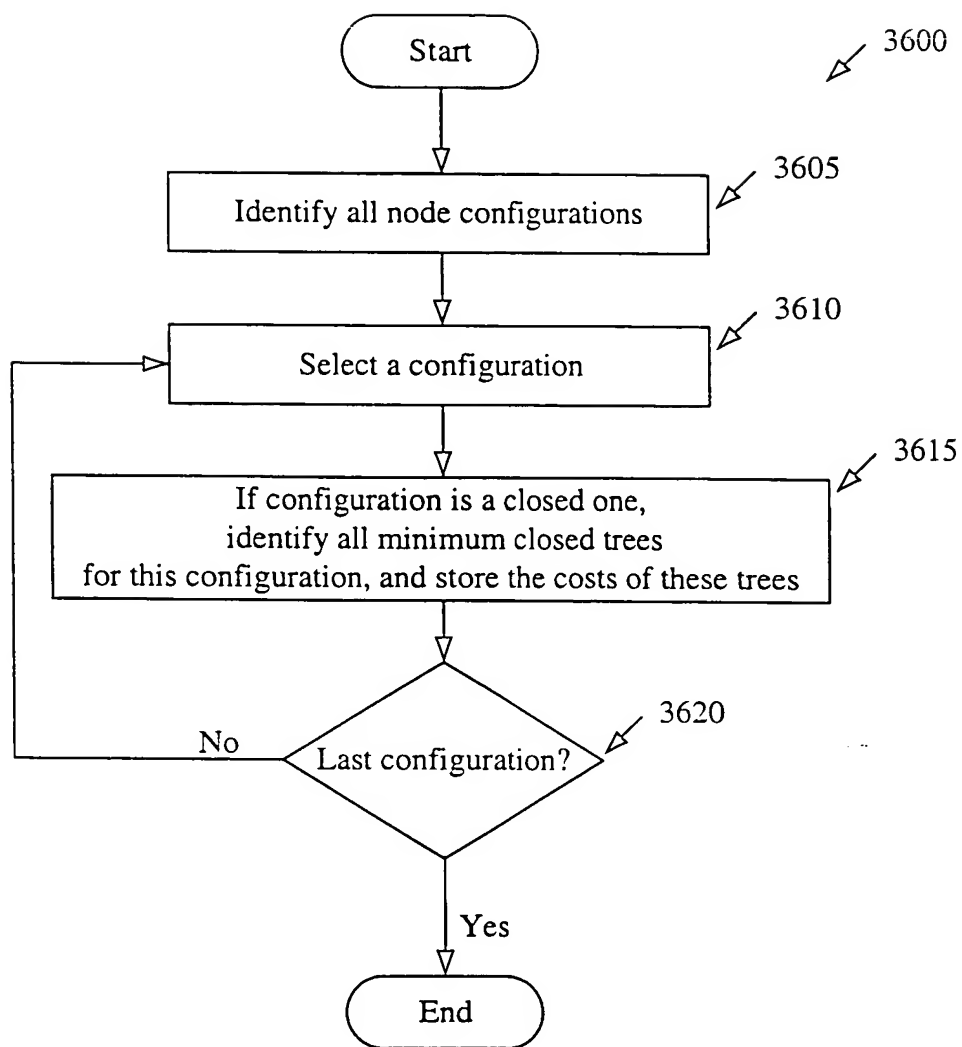 Start
3600
3605
Identify all node configurations
3610
Select a configuration
3615
If configuration is a closed one,
identify all minimum closed trees
for this configuration, and store the costs of these trees
3620
No
Last configuration?
Yes
End